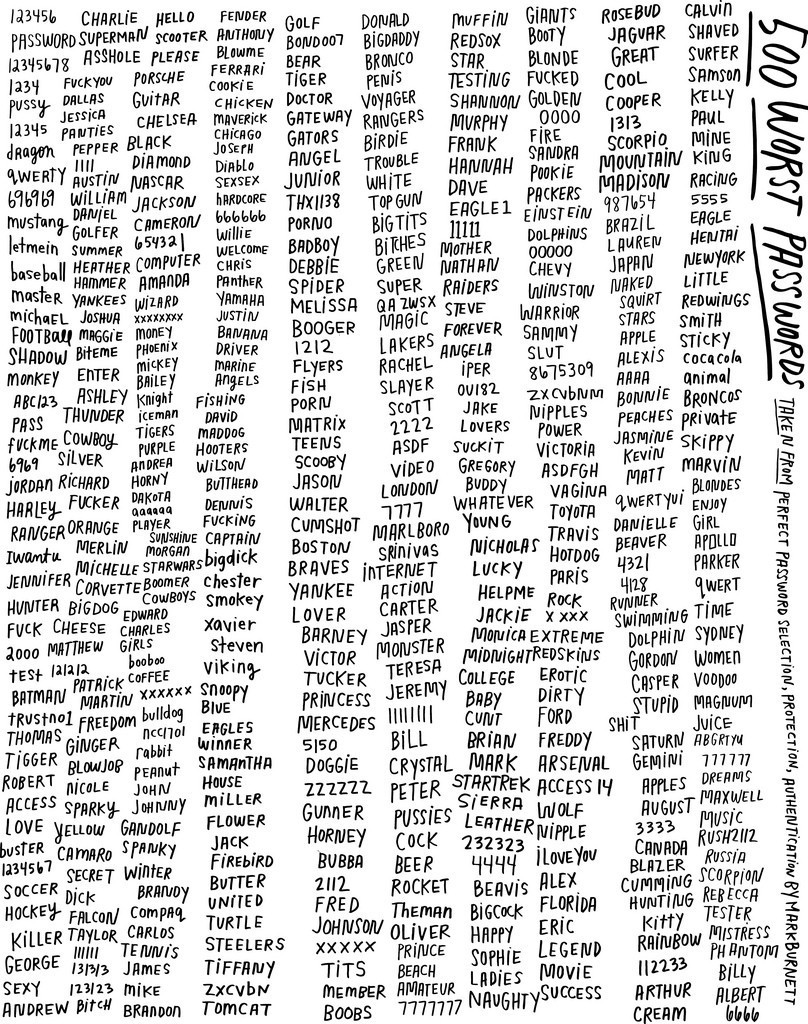 500 WORST PASSWORDS
TAKEN FROM PERFECT PASSWORD SELECTION, PROTECTION, AUTHENTICATION BY MARK BURNETT
123456
PASSWORD
12345678
1234
pussy
12345
dragon
qWERTY
696969
mustang
letmein
baseball
master
michaEL
FOOTBaLL
SHADOW
MONKEY
ABC123
PASS
fuckmE
6969
JORDAN
HARLEY
RANGER
Iwantu
JENNIFER
HUNTER
FUCK
2000
test
BATMAN
trustno1
THOMAS
TIGGER
ROBERT
ACCESS
LOVE
buster
1234567
SOCCER
HOCKEY
KILLER
GEORGE
SEXY
ANDREW
CHARLIE
SUPERMAN
ASSHOLE
FUCKYOU
DALLAS
JESSICA
PANTIES
PEPPER
1111
AUSTIN
WILLIAM
DANIEL
GOLFER
SUMMER
HEATHER
HAMMER
YANKEES
JOSHUA
MAGGIE
BiTEME
ENTER
ASHLEY
THUNDER
COWBOY
SILVER
RICHARD
FUCKER
ORANGE
MERLIN
MICHELLE
CORVETTE
BIGDOG
CHEESE
MATTHEW
121212
PATRICK
MARTIN
FREEDOM
GINGER
BLOWJOB
nicole
SPARKY
YELLOW
CAMARO
SECRET
DICK
FALCON
TAYLOR
111111
131313
123123
BitCH
HELLO
SCOOTER
PLEASE
PORSCHE
GUITAR
CHELSEA
BLACK
DIAMOND
NASCAR
JACKSON
CAMERON
654321
COMPUTER
AMANDA
WIZARD
xxxxxxxx
MONEY
PHOENIX
mickey
BAILEY
Knight
iceman
TIGERS
PURPLE
ANDREA
HORNY
DAKOTA
aaaaaa
PLAYER
SUNSHINE
MORGAN
STARWARS
BOOMER
COWBOYS
EDWARD
CHARLES
GIRLS
booboo
COFFEE
xxxxxx
bulldog
ncc1701
rabbit
PEANUT
JOHN
JOHNNY
GANDOLF
SPANKY
WINTER
BRANDY
COMPAQ
CARLOS
TENNIS
JAMES
mikE
BRANDON
FENDER
ANTHONY
BLOWME
FERRARI
COOKIE
CHICKEN
MAVERICK
CHICAGO
JOSEPH
DIABLO
SEXSEX
hARDCORE
666666
WILLIE
WELCOME
CHRIS
PANTHER
YAMAHA
JUSTIN
BANANA
DRIVER
MARINE
ANGELS
FISHING
DAVID
MADDOG
HOOTERS
WILSON
BUTTHEAD
DENNIS
FUCKING
CAPTAIN
bigdick
chester
SMOKEY
xavier
Steven
viking
SNOOPY
BLUE
EAGLES
WINNER
SAMANTHA
HOUSE
MILLER
FLOWER
JACK
FIREBIRD
BUTTER
UNITED
TURTLE
STEELERS
TIFFANY
ZXCVBN
TOMCAT
GOLF
BOND007
BEAR
TIGER
DOCTOR
GATEWAY
GATORS
ANGEL
JUNIOR
THX1138
PORNO
BADBOY
DEBBIE
SPIDER
MELISSA
BOOGER
1212
FLYERS
FISH
PORN
MATRIX
TEENS
SCOOBY
JASON
WALTER
CUMSHOT
BOSTON
BRAVES
YANKEE
LOVER
BARNEY
VICTOR
TUCKER
PRINCESS
MERCEDES
5150
DOGGIE
ZZZZZZ
GUNNER
HORNEY
BUBBA
2112
FRED
JOHNSON
XXXXX
TITS
MEMBER
BOOBS
DONALD
BIGDADDY
BRONCO
PENIS
VOYAGER
RANGERS
BIRDIE
TROUBLE
WHITE
TOPGUN
BIGTITS
BITCHES
GREEN
SUPER
QAZWSX
MAGIC
LAKERS
RACHEL
SLAYER
SCOTT
2222
ASDF
VIDEO
LONDON
7777
MARLBORO
SRINIVAS
INTERNET
ACTION
CARTER
JASPER
MONSTER
TERESA
JEREMY
11111111
BILL
CRYSTAL
PETER
PUSSIES
COCK
BEER
ROCKET
THEMAN
OLIVER
PRINCE
BEACH
AMATEUR
7777777
MUFFIN
REDSOX
STAR
TESTING
SHANNON
MURPHY
FRANK
HANNAH
DAVE
EAGLE1
11111
MOTHER
NATHAN
RAIDERS
STEVE
FOREVER
ANGELA
iPER
OU182
JAKE
LOVERS
SUCKIT
GREGORY
BUDDY
WHATEVER
YOUNG
NICHOLAS
LUCKY
HELPME
JACKIE
MONICA
MIDNIGHT
COLLEGE
BABY
CUNT
BRIAN
MARK
STARTREK
SIERRA
LEATHER
232323
4444
BEAVIS
BIGCOCK
HAPPY
SOPHIE
LADIES
NAUGHTY
GIANTS
BOOTY
BLONDE
FUCKED
GOLDEN
0000
FIRE
SANDRA
POOKIE
PACKERS
EINSTEIN
DOLPHINS
00000
CHEVY
WINSTON
WARRIOR
SAMMY
SLUT
8675309
ZXCVBNM
NIPPLES
POWER
VICTORIA
ASDFGH
VAGINA
TOYOTA
TRAVIS
HOTDOG
PARIS
ROCK
XXXX
EXTREME
REDSKINS
EROTIC
DIRTY
FORD
FREDDY
ARSENAL
ACCESS14
WOLF
NIPPLE
iLOVEYOU
ALEX
FLORIDA
ERIC
LEGEND
MOVIE
SUCCESS
ROSEBUD
JAGUAR
GREAT
COOL
COOPER
1313
SCORPIO
MOUNTAIN
MADISON
987654
BRAZIL
LAUREN
JAPAN
NAKED
SQUIRT
STARS
APPLE
ALEXIS
AAAA
BONNIE
PEACHES
JASMINE
KEVIN
MATT
qWERTYUI
DANIELLE
BEAVER
4321
4128
RUNNER
SWIMMING
DOLPHIN
GORDON
CASPER
STUPID
SHIT
SATURN
GEMINI
APPLES
AUGUST
3333
CANADA
BLAZER
CUMMING
HUNTING
KITTY
RAINBOW
112233
ARTHUR
CREAM
CALVIN
SHAVED
SURFER
SAMSON
KELLY
PAUL
MINE
KING
RACING
5555
EAGLE
HENTAI
NEWYORK
LITTLE
REDWINGS
SMITH
STICKY
cocacola
animal
BRONCOS
private
SKIPPY
MARVIN
BLONDES
ENJOY
GIRL
APOLLO
PARKER
qWERT
TIME
SYDNEY
WOMEN
VOODOO
MAGNUM
JUICE
ABGRTYU
777777
DREAMS
MAXWELL
MUSIC
RUSH2112
RUSSIA
SCORPION
REBECCA
TESTER
MISTRESS
PHANTOM
BILLY
ALBERT
6666